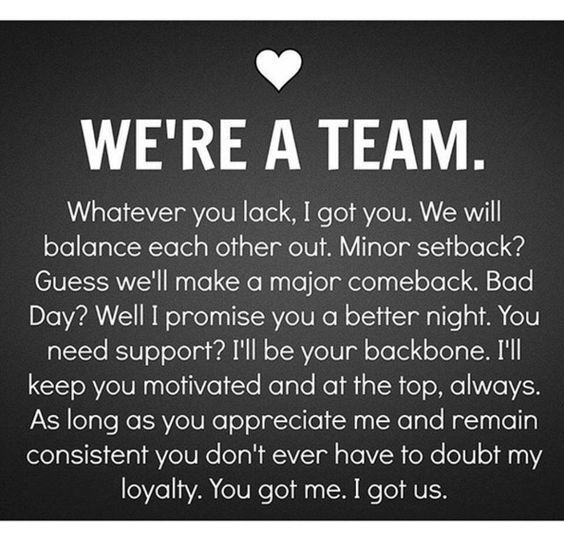 WE'RE A TEAM.
Whatever you lack, I got you. We will
balance each other out. Minor setback?
Guess we'll make a major comeback. Bad
Day? Well I promise you a better night. You
need support? I'll be your backbone. I'll
keep you motivated and at the top, always.
As long as you appreciate me and remain
consistent you don't ever have to doubt my
loyalty. You got me. I got us.